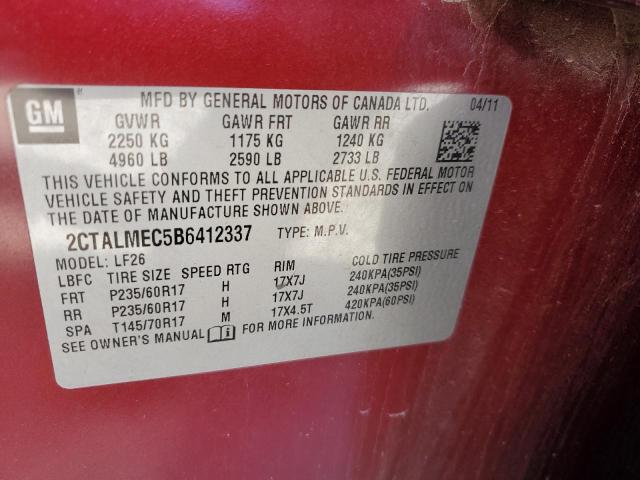 GM
MFD BY GENERAL MOTORS OF CANADA LTD. 04/11
GVWR GAWR FRT GAWR RR
2250 KG 1175 KG 1240 KG
4960 LB 2590 LB 2733 LB
THIS VEHICLE CONFORMS TO ALL APPLICABLE U.S. FEDERAL MOTOR
VEHICLE SAFETY AND THEFT PREVENTION STANDARDS IN EFFECT ON
THE DATE OF MANUFACTURE SHOWN ABOVE.
2CTALMEC5B6412337 TYPE: M.P.V.
MODEL: LF26
LBFC TIRE SIZE SPEED RTG RIM COLD TIRE PRESSURE
FRT P235/60R17 H 17X7J 240KPA(35PSI)
RR P235/60R17 H 17X7J 240KPA(35PSI)
SPA T145/70R17 M 17X4.5T 420KPA(60PSI)
SEE OWNER'S MANUAL FOR MORE INFORMATION.